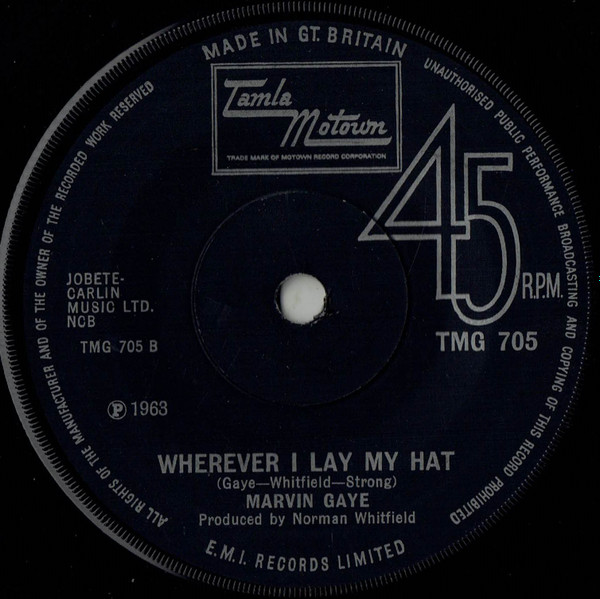 MADE IN GT. BRITAIN
UNAUTHORISED PUBLIC PERFORMANCE BROADCASTING AND COPYING OF THIS RECORD PROHIBITED
ALL RIGHTS OF THE MANUFACTURER AND OF THE OWNER OF THE RECORDED WORK RESERVED
Tamla
Motown
TRADE MARK OF MOTOWN RECORD CORPORATION
45
R.P.M.
JOBETE-
CARLIN
MUSIC LTD.
NCB
TMG 705 B
TMG 705
Ⓟ 1963
WHEREVER I LAY MY HAT
(Gaye—Whitfield—Strong)
MARVIN GAYE
Produced by Norman Whitfield
E.M.I. RECORDS LIMITED